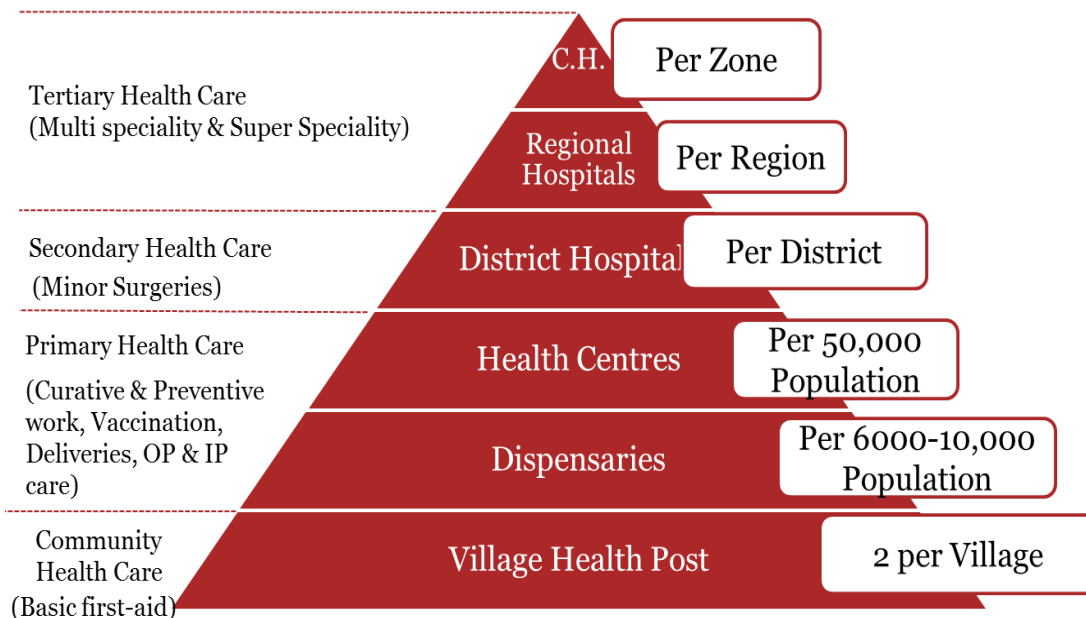 C.H.
Per Zone
Tertiary Health Care
(Multi speciality & Super Speciality)
Regional
Hospitals
Per Region
Secondary Health Care
(Minor Surgeries)
District Hospital
Per District
Primary Health Care
(Curative & Preventive
work, Vaccination,
Deliveries, OP & IP
care)
Health Centres
Per 50,000
Population
Dispensaries
Per 6000-10,000
Population
Community
Health Care
(Basic first-aid)
Village Health Post
2 per Village